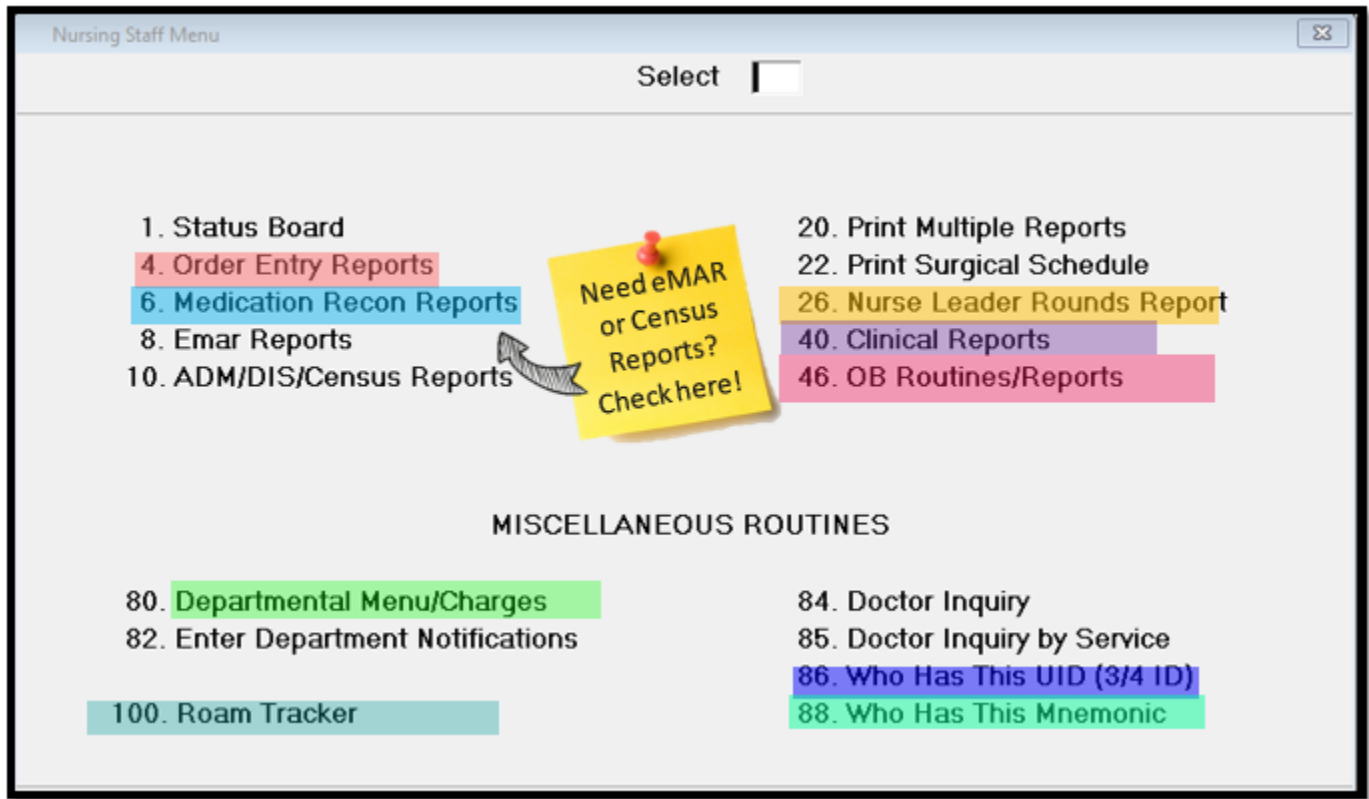 Nursing Staff Menu
Select
1. Status Board
4. Order Entry Reports
6. Medication Recon Reports
8. Emar Reports
10. ADM/DIS/Census Reports
Need eMAR
or Census
Reports?
Check here!
20. Print Multiple Reports
22. Print Surgical Schedule
26. Nurse Leader Rounds Report
40. Clinical Reports
46. OB Routines/Reports
MISCELLANEOUS ROUTINES
80. Departmental Menu/Charges
82. Enter Department Notifications
100. Roam Tracker
84. Doctor Inquiry
85. Doctor Inquiry by Service
86. Who Has This UID (3/4 ID)
88. Who Has This Mnemonic